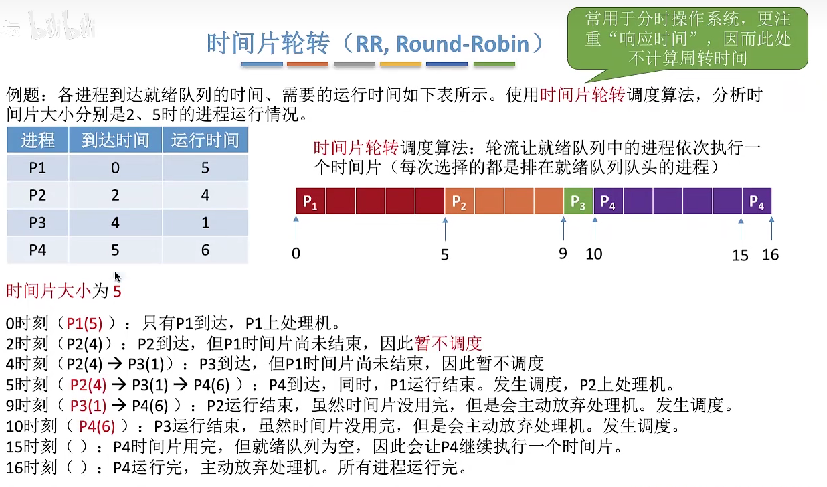 时间片轮转（RR, Round-Robin）
常用于分时操作系统，更注
重“响应时间”，因而此处
不计算周转时间
例题：各进程到达就绪队列的时间、需要的运行时间如下表所示。使用时间片轮转调度算法，分析时
间片大小分别是2、5时的进程运行情况。
进程 到达时间 运行时间
P1 0 5
P2 2 4
P3 4 1
P4 5 6
时间片轮转调度算法：轮流让就绪队列中的进程依次执行一
个时间片（每次选择的都是排在就绪队列队头的进程）
P1 P2 P3 P4 P4
0 5 9 10 15 16
时间片大小为 5
0时刻（P1(5)）：只有P1到达，P1上处理机。
2时刻（P2(4)）：P2到达，但P1时间片尚未结束，因此暂不调度
4时刻（P2(4) → P3(1)）：P3到达，但P1时间片尚未结束，因此暂不调度
5时刻（ P2(4) → P3(1) → P4(6) ）：P4到达，同时，P1运行结束。发生调度，P2上处理机。
9时刻（ P3(1) → P4(6) ）：P2运行结束，虽然时间片没用完，但是会主动放弃处理机。发生调度。
10时刻（ P4(6) ）：P3运行结束，虽然时间片没用完，但是会主动放弃处理机。发生调度。
15时刻（ ）：P4时间片用完，但就绪队列为空，因此会让P4继续执行一个时间片。
16时刻（ ）：P4运行完，主动放弃处理机。所有进程运行完。